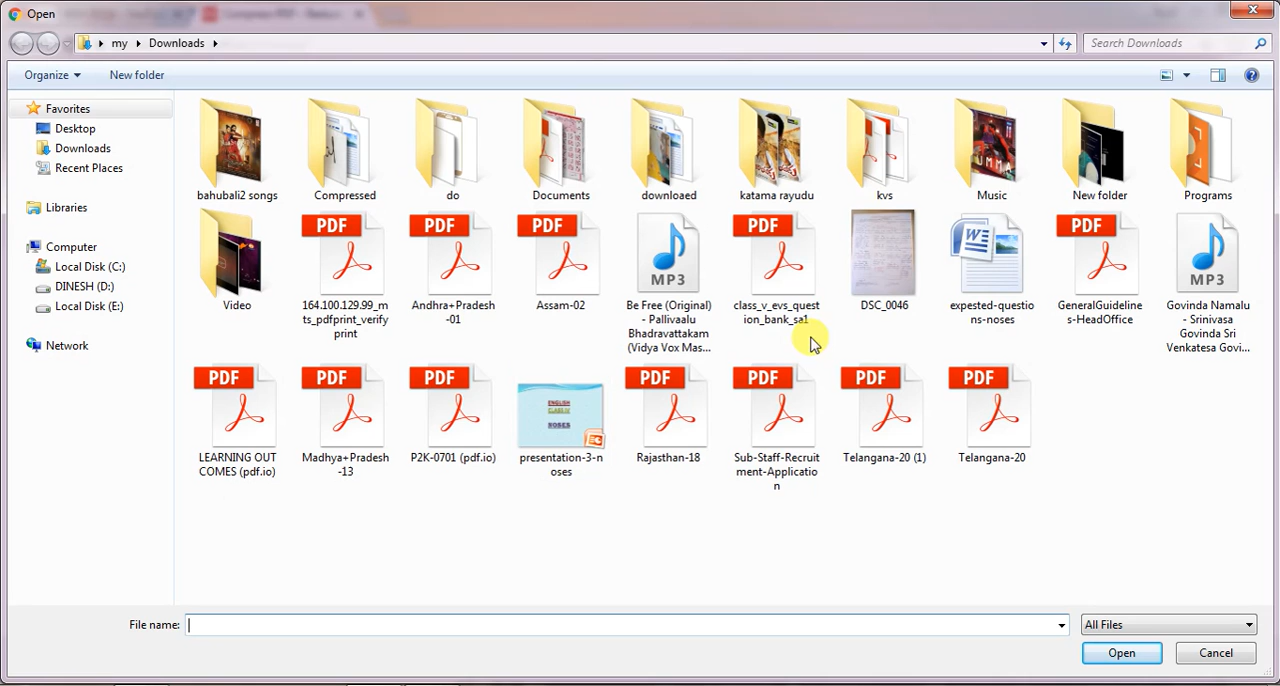 Open
my Downloads
Search Downloads
Organize
New folder
Favorites
Desktop
Downloads
Recent Places
Libraries
Computer
Local Disk (C:)
DINESH (D:)
Local Disk (E:)
Network
bahubali2 songs
Compressed
do
Documents
downloaed
katama rayudu
kvs
Music
New folder
Programs
Video
PDF
164.100.129.99_m
ts_pdfprint_verify
print
PDF
Andhra+Pradesh
-01
PDF
Assam-02
MP3
Be Free (Original)
- Pallivaalu
Bhadravattakam
(Vidya Vox Mas...
PDF
class_v_evs_quest
ion_bank_sa1
DSC_0046
W
expested-questio
ns-noses
PDF
GeneralGuideline
s-HeadOffice
MP3
Govinda Namalu
- Srinivasa
Govinda Sri
Venkatesa Govi...
PDF
LEARNING OUT
COMES (pdf.io)
PDF
Madhya+Pradesh
-13
PDF
P2K-0701 (pdf.io)
ENGLISH
CLASS IV
NOSES
presentation-3-n
oses
PDF
Rajasthan-18
PDF
Sub-Staff-Recruit
ment-Applicatio
n
PDF
Telangana-20 (1)
PDF
Telangana-20
File name:
All Files
Open
Cancel